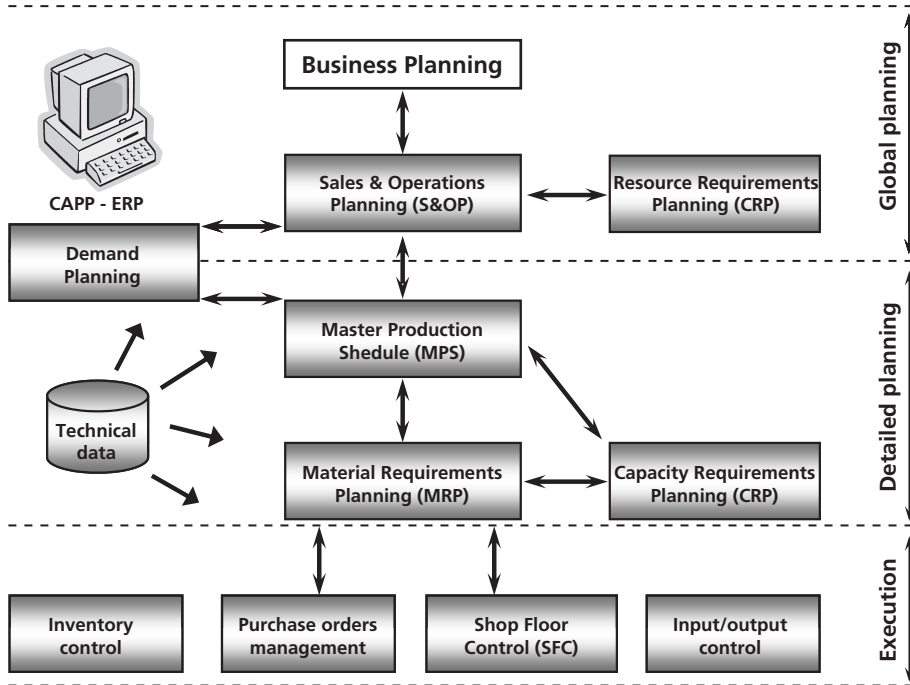 Business Planning
Global planning
CAPP - ERP
Sales & Operations
Planning (S&OP)
Resource Requirements
Planning (CRP)
Demand
Planning
Master Production
Shedule (MPS)
Detailed planning
Technical
data
Material Requirements
Planning (MRP)
Capacity Requirements
Planning (CRP)
Execution
Inventory
control
Purchase orders
management
Shop Floor
Control (SFC)
Input/output
control